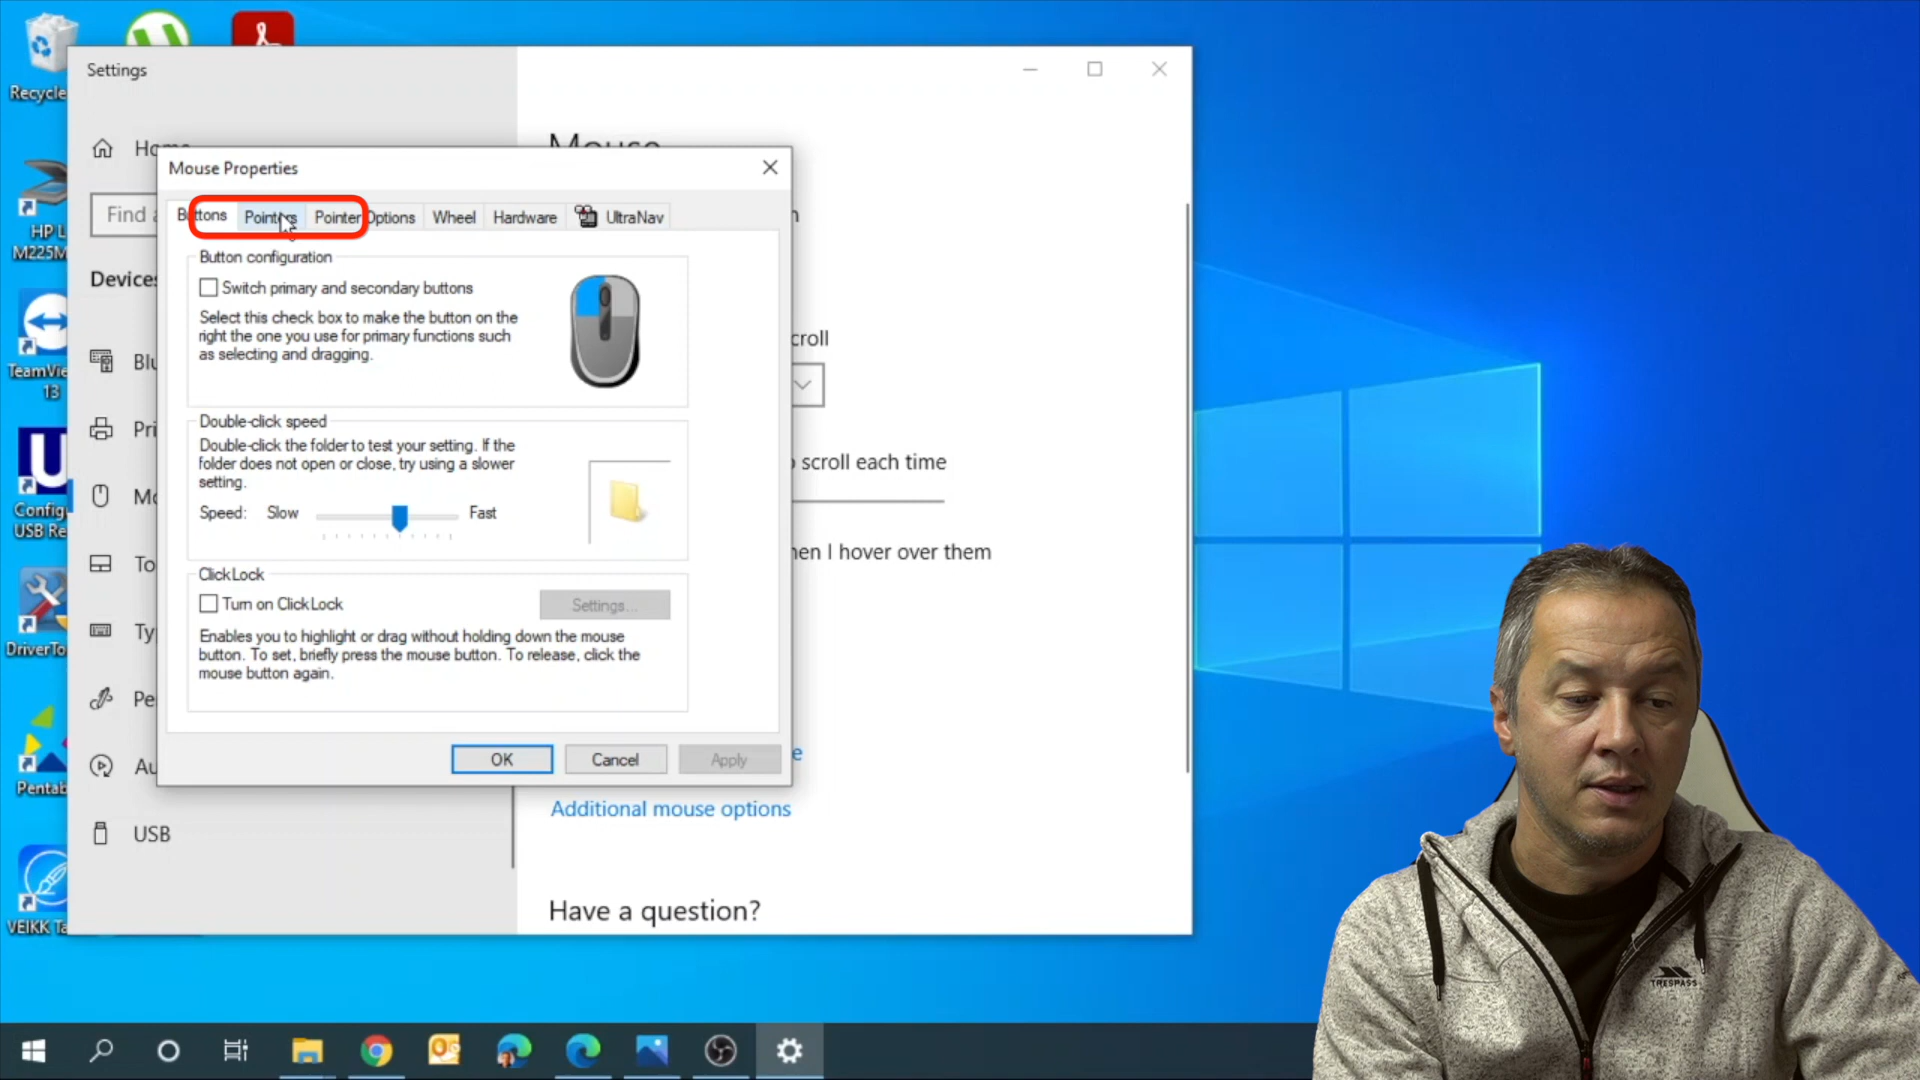 Settings
Recycle
Home
Mouse
Mouse Properties
Find a
Buttons
Pointers
Pointer Options
Wheel
Hardware
UltraNav
HP L
M225M
Button configuration
Switch primary and secondary buttons
Select this check box to make the button on the
right the one you use for primary functions such
as selecting and dragging.
Devices
croll
TeamVie
13
Blu
Double-click speed
Double-click the folder to test your setting. If the
folder does not open or close, try using a slower
setting.
Speed: Slow Fast
Pri
o scroll each time
U
Configu
USB Re
Mo
hen I hover over them
ClickLock
Turn on ClickLock
Settings...
Enables you to highlight or drag without holding down the mouse
button. To set, briefly press the mouse button. To release, click the
mouse button again.
To
Ty
DriverTo
Pe
OK
Cancel
Apply
e
Au
Pentab
Additional mouse options
USB
Have a question?
VEIKK Ta
TRESPASS